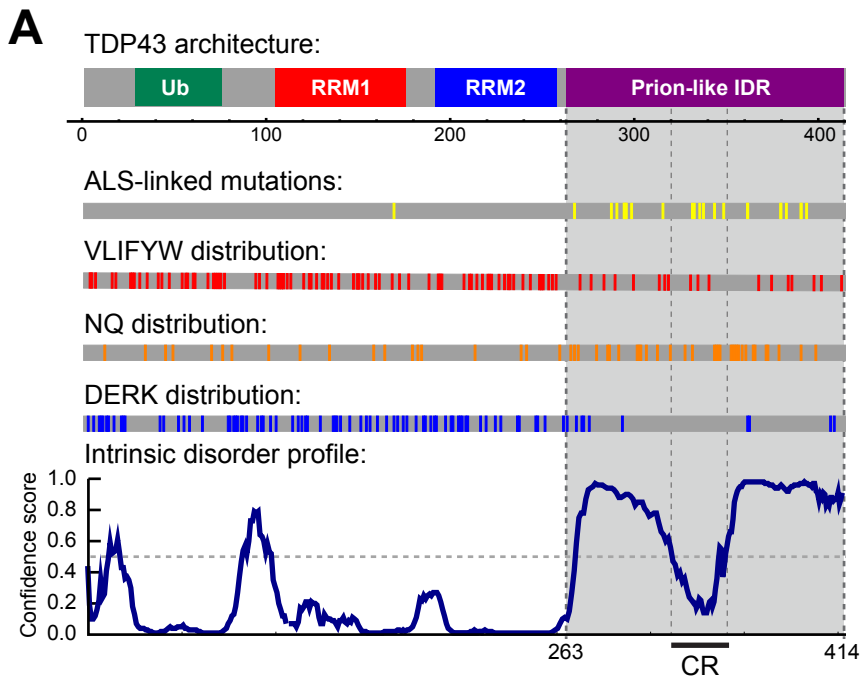 A
TDP43 architecture:
Ub RRM1 RRM2 Prion-like IDR
0 100 200 300 400
ALS-linked mutations:
VLIFYW distribution:
NQ distribution:
DERK distribution:
Intrinsic disorder profile:
Confidence score
1.0
0.8
0.6
0.4
0.2
0.0
263 414
CR